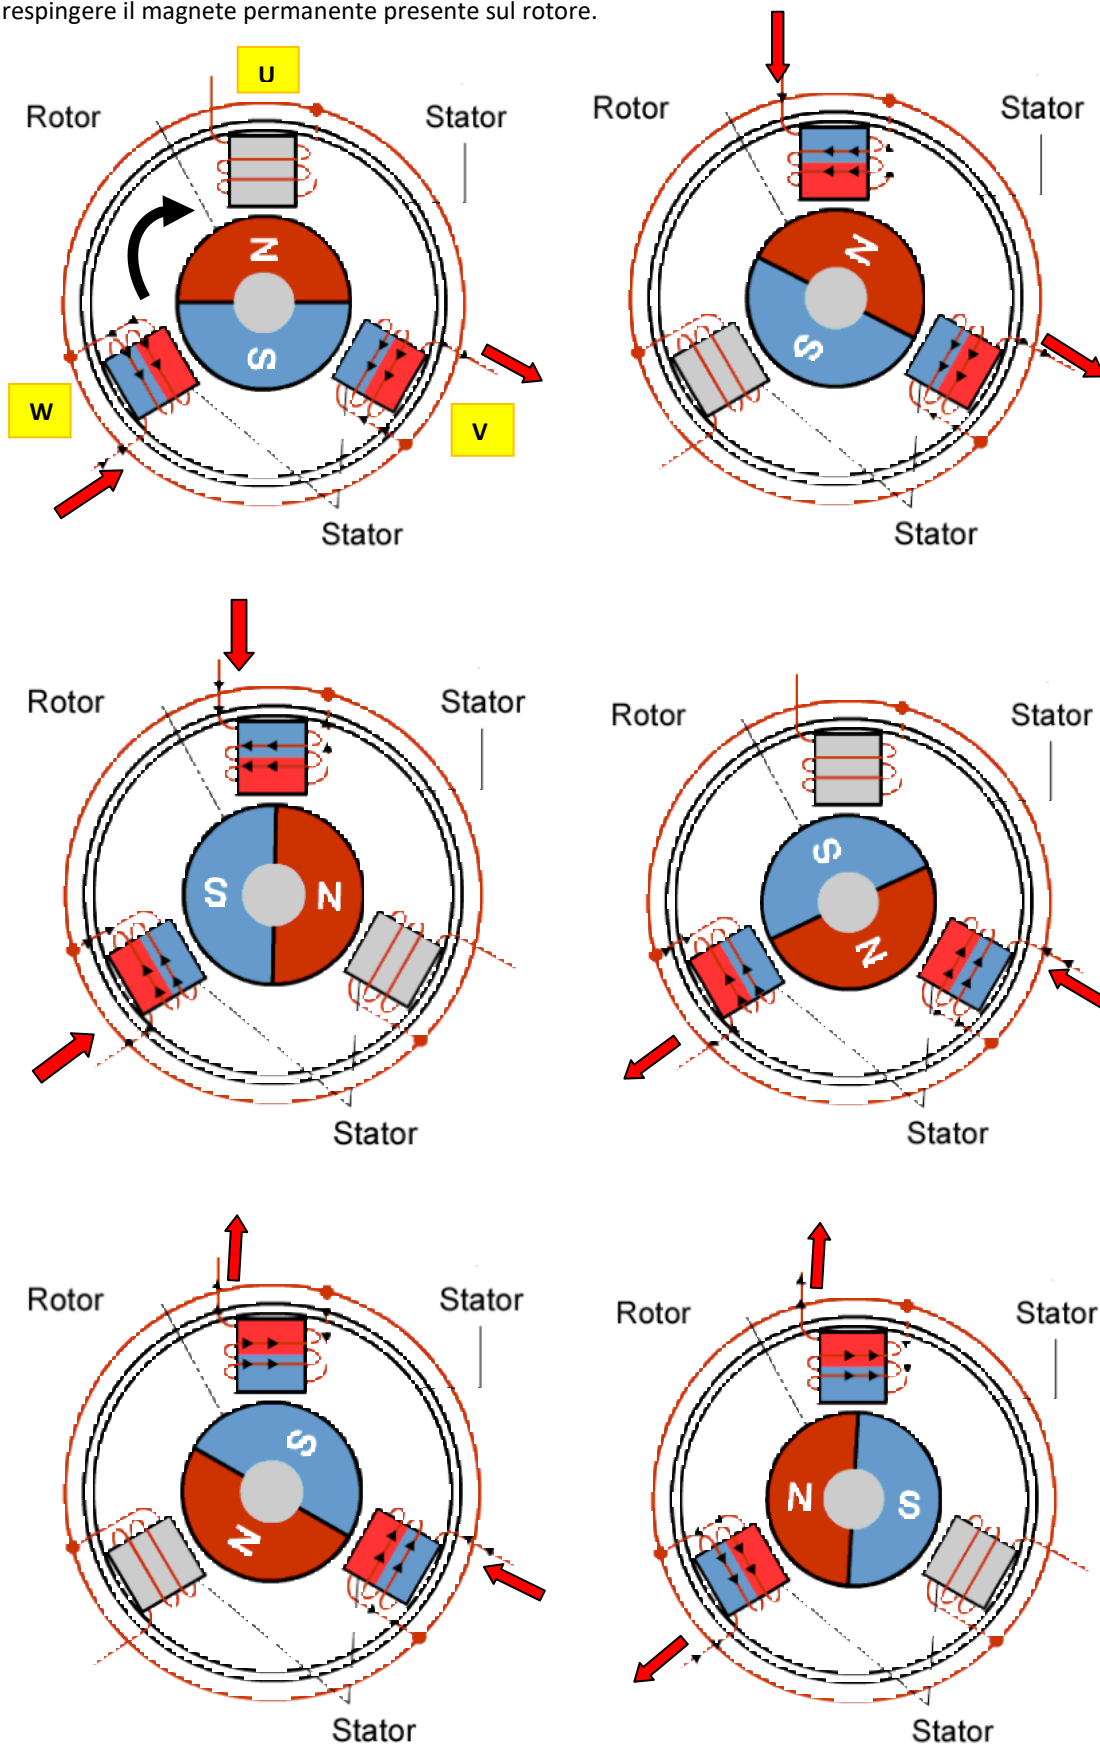 respingere il magnete permanente presente sul rotore.
U
Rotor
Stator
N
S
W
V
Stator
Rotor
Stator
N
S
Stator
Rotor
Stator
S
N
Stator
Rotor
Stator
S
N
Stator
Rotor
Stator
S
N
Stator
Rotor
Stator
N
S
Stator